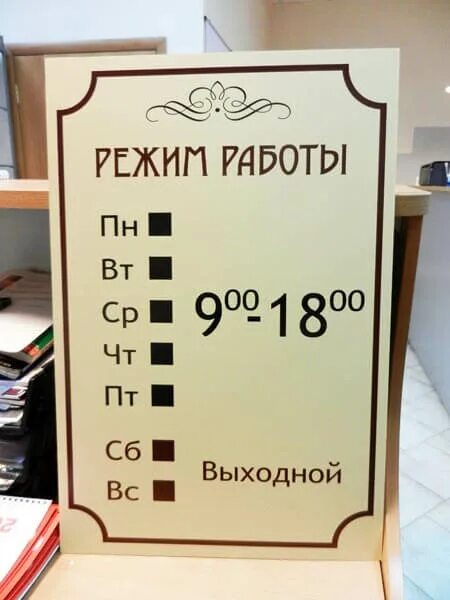 РЕЖИМ РАБОТЫ
Пн
Вт
Ср 9⁰⁰-18⁰⁰
Чт
Пт
Сб
Выходной
Вс